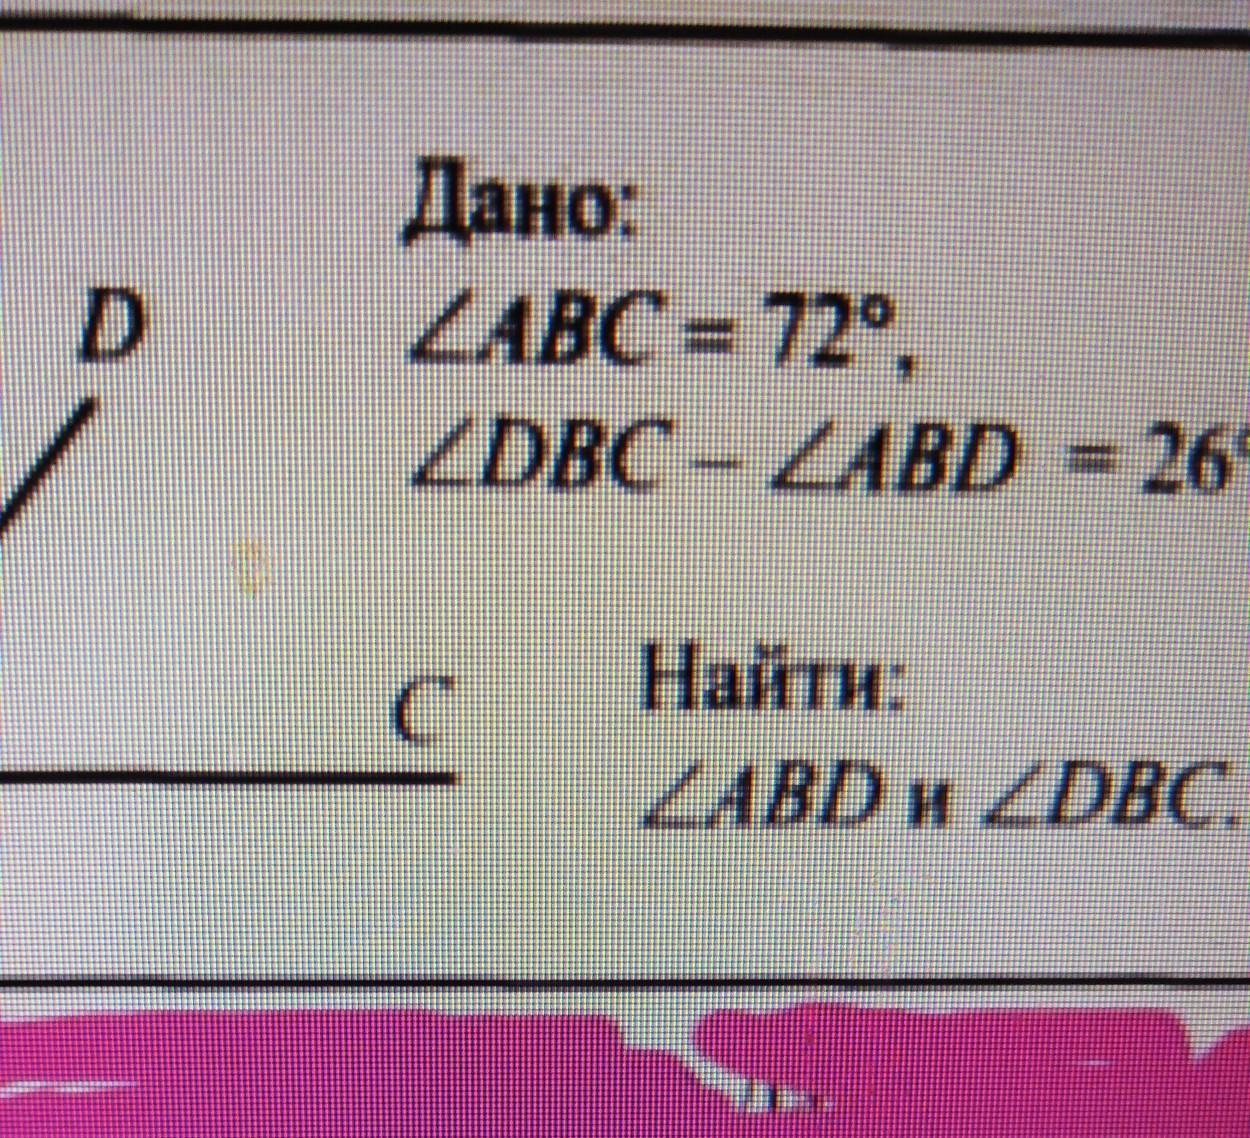 Дано:
D
∠ABC = 72°,
∠DBC – ∠ABD = 26°
Найти:
C
∠ABD и ∠DBC.